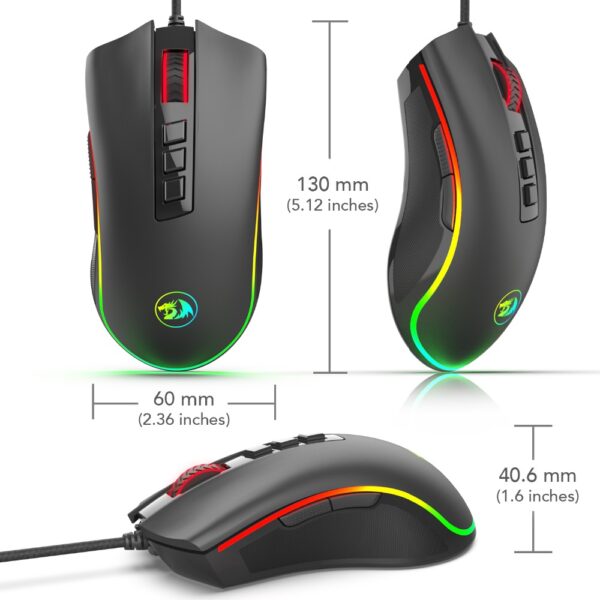 130 mm
(5.12 inches)
60 mm
(2.36 inches)
40.6 mm
(1.6 inches)